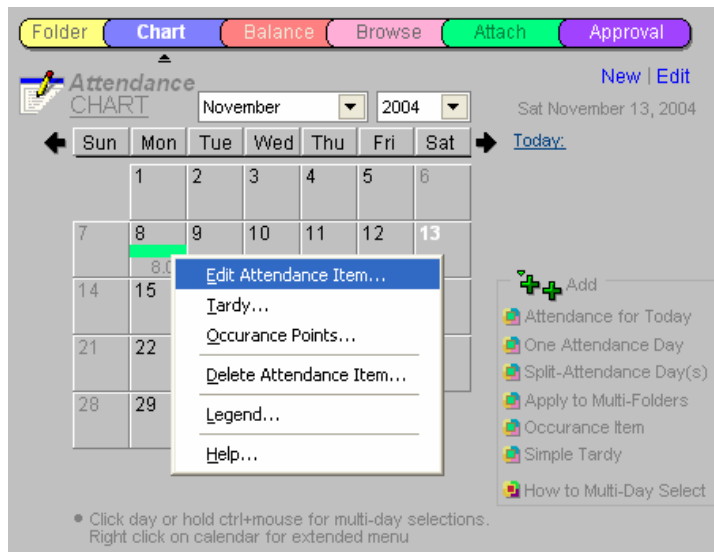 Folder Chart Balance Browse Attach Approval
Attendance
CHART
New | Edit
November 2004
Sat November 13, 2004
Sun Mon Tue Wed Thu Fri Sat
Today:
1 2 3 4 5 6
7 8 9 10 11 12 13
8.0
14 15
21 22
28 29
Edit Attendance Item...
Tardy...
Occurance Points...
Delete Attendance Item...
Legend...
Help...
Add
Attendance for Today
One Attendance Day
Split-Attendance Day(s)
Apply to Multi-Folders
Occurance Item
Simple Tardy
How to Multi-Day Select
• Click day or hold ctrl+mouse for multi-day selections.
Right click on calendar for extended menu